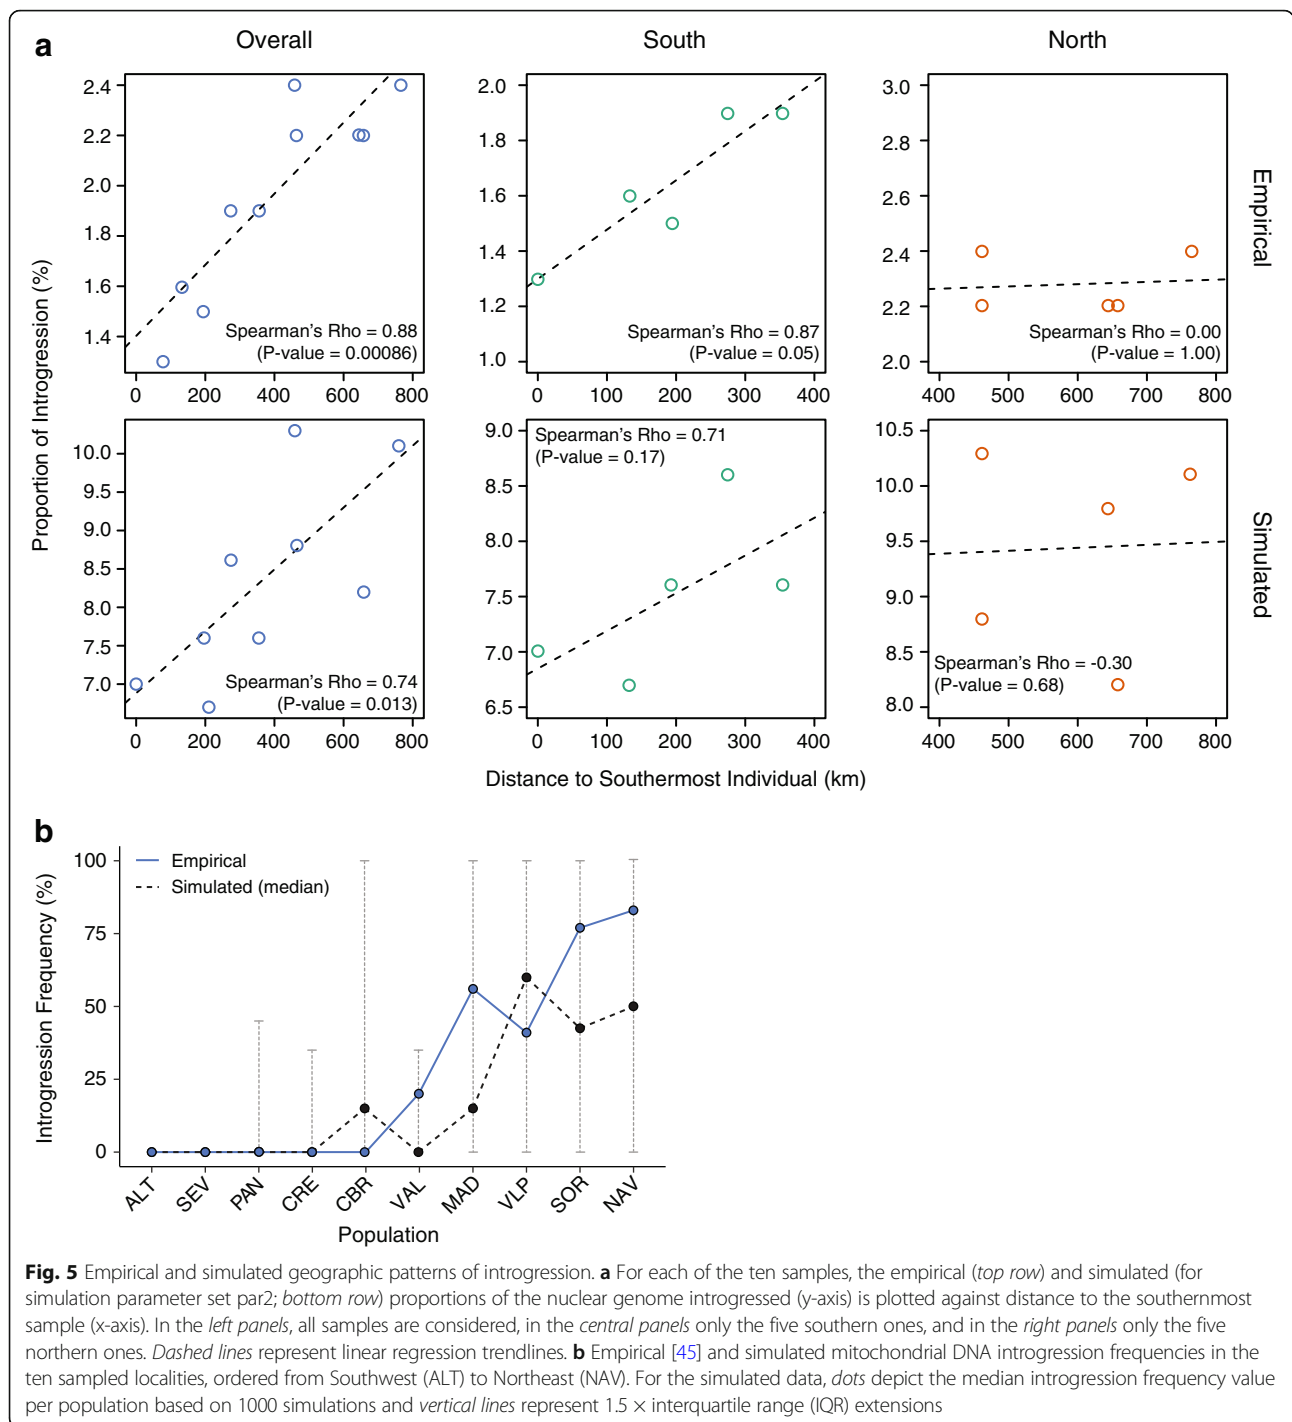 a
Overall
South
North
Proportion of Introgression (%)
2.4
2.2
2.0
1.8
1.6
1.4
Spearman's Rho = 0.88
(P-value = 0.00086)
0 200 400 600 800
2.0
1.8
1.6
1.4
1.2
1.0
Spearman's Rho = 0.87
(P-value = 0.05)
0 100 200 300 400
3.0
2.8
2.6
2.4
2.2
2.0
Spearman's Rho = 0.00
(P-value = 1.00)
400 500 600 700 800
Empirical
10.0
9.5
9.0
8.5
8.0
7.5
7.0
Spearman's Rho = 0.74
(P-value = 0.013)
0 200 400 600 800
9.0
8.5
8.0
7.5
7.0
6.5
Spearman's Rho = 0.71
(P-value = 0.17)
0 100 200 300 400
10.5
10.0
9.5
9.0
8.5
8.0
Spearman's Rho = -0.30
(P-value = 0.68)
400 500 600 700 800
Simulated
Distance to Southermost Individual (km)
b
Introgression Frequency (%)
100
75
50
25
0
Empirical
Simulated (median)
ALT SEV PAN CRE CBR VAL MAD VLP SOR NAV
Population
Fig. 5 Empirical and simulated geographic patterns of introgression. a For each of the ten samples, the empirical (top row) and simulated (for
simulation parameter set par2; bottom row) proportions of the nuclear genome introgressed (y-axis) is plotted against distance to the southernmost
sample (x-axis). In the left panels, all samples are considered, in the central panels only the five southern ones, and in the right panels only the five
northern ones. Dashed lines represent linear regression trendlines. b Empirical [45] and simulated mitochondrial DNA introgression frequencies in the
ten sampled localities, ordered from Southwest (ALT) to Northeast (NAV). For the simulated data, dots depict the median introgression frequency value
per population based on 1000 simulations and vertical lines represent 1.5 × interquartile range (IQR) extensions